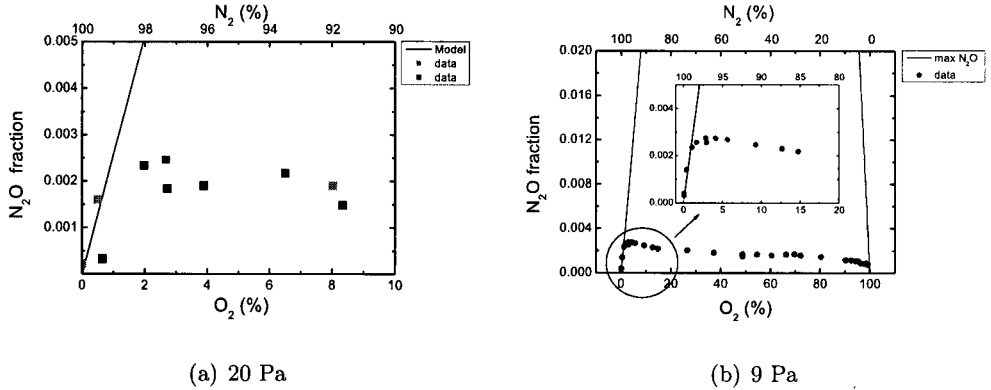 N₂ (%)
100 98 96 94 92 90
0.005
0.004
0.003
0.002
0.001
N₂O fraction
0 2 4 6 8 10
O₂ (%)
Model
data
data
(a) 20 Pa
N₂ (%)
100 80 60 40 20 0
0.020
0.016
0.012
0.008
0.004
0.000
N₂O fraction
0 20 40 60 80 100
O₂ (%)
max N₂O
data
100 95 90 85 80
0.004
0.002
0.000
0 5 10 15 20
(b) 9 Pa